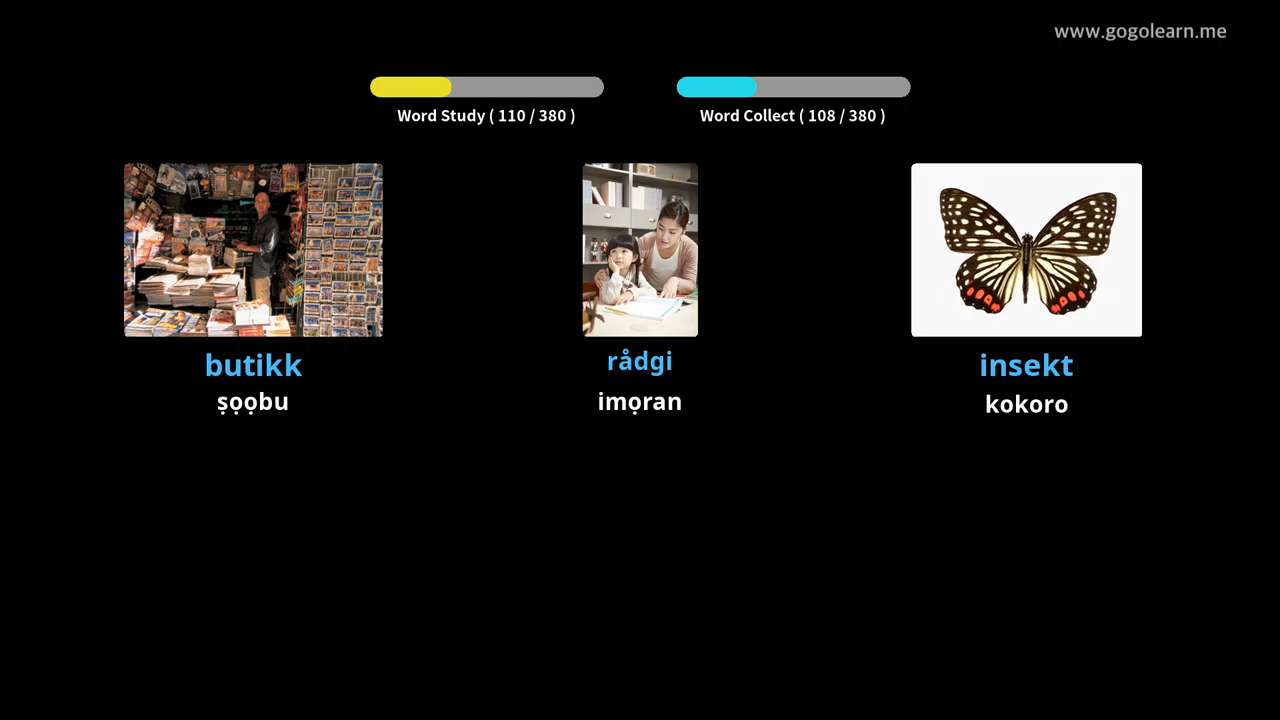 www.gogolearn.me
Word Study ( 110 / 380 )
Word Collect ( 108 / 380 )
butikk
rådgi
insekt
ṣọọbu
imọran
kokoro